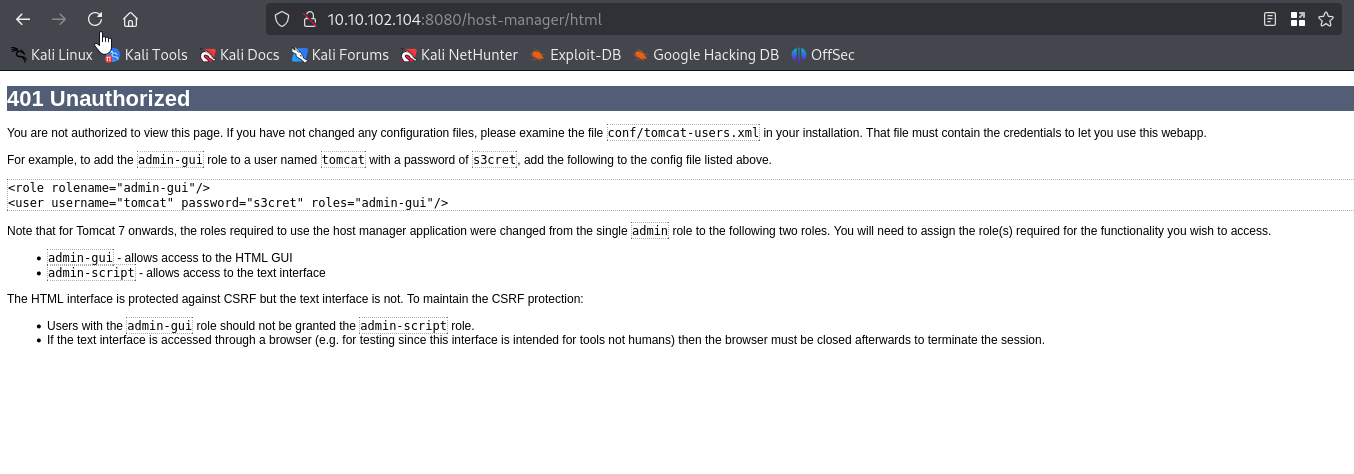 10.10.102.104:8080/host-manager/html
Kali Linux Kali Tools Kali Docs Kali Forums Kali NetHunter Exploit-DB Google Hacking DB OffSec
401 Unauthorized
You are not authorized to view this page. If you have not changed any configuration files, please examine the file conf/tomcat-users.xml in your installation. That file must contain the credentials to let you use this webapp.
For example, to add the admin-gui role to a user named tomcat with a password of s3cret, add the following to the config file listed above.
<role rolename="admin-gui"/>
<user username="tomcat" password="s3cret" roles="admin-gui"/>
Note that for Tomcat 7 onwards, the roles required to use the host manager application were changed from the single admin role to the following two roles. You will need to assign the role(s) required for the functionality you wish to access.
• admin-gui - allows access to the HTML GUI
• admin-script - allows access to the text interface
The HTML interface is protected against CSRF but the text interface is not. To maintain the CSRF protection:
• Users with the admin-gui role should not be granted the admin-script role.
• If the text interface is accessed through a browser (e.g. for testing since this interface is intended for tools not humans) then the browser must be closed afterwards to terminate the session.